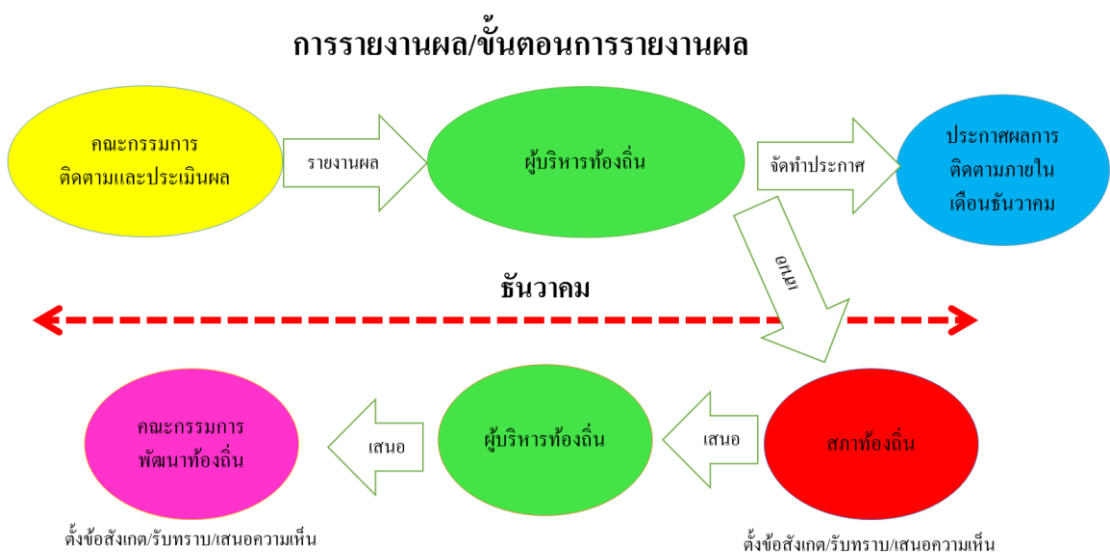 การรายงานผล/ขั้นตอนการรายงานผล
คณะกรรมการ
ติดตามและประเมินผล
รายงานผล
ผู้บริหารท้องถิ่น
จัดทำประกาศ
ประกาศผลการ
ติดตามภายใน
เดือนธันวาคม
เสนอ
ธันวาคม
สภาท้องถิ่น
ตั้งข้อสังเกต/รับทราบ/เสนอความเห็น
เสนอ
ผู้บริหารท้องถิ่น
เสนอ
คณะกรรมการ
พัฒนาท้องถิ่น
ตั้งข้อสังเกต/รับทราบ/เสนอความเห็น